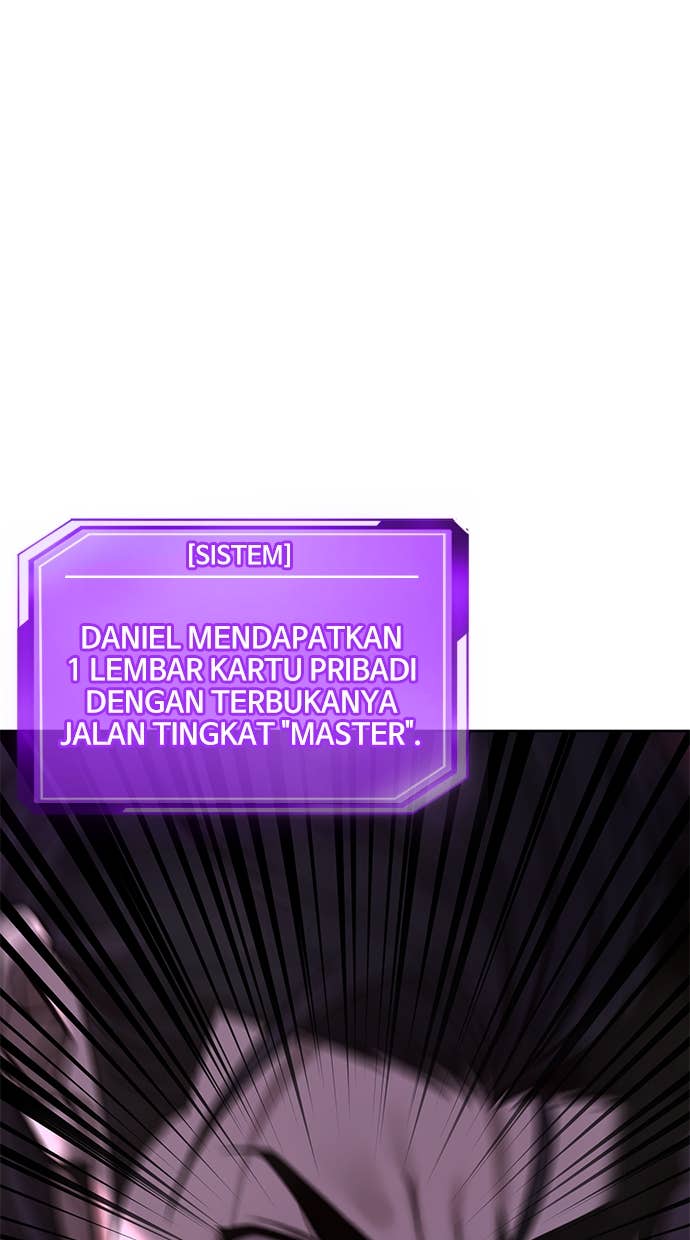 [SISTEM]
DANIEL MENDAPATKAN
1 LEMBAR KARTU PRIBADI
DENGAN TERBUKANYA
JALAN TINGKAT "MASTER".